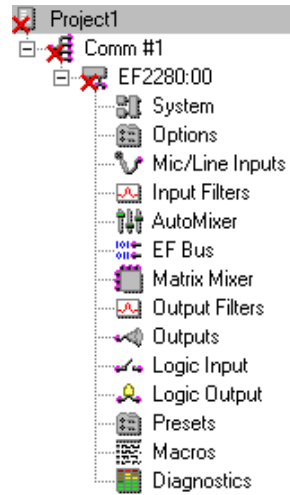 Project1
Comm #1
EF2280:00
System
Options
Mic/Line Inputs
Input Filters
AutoMixer
EF Bus
Matrix Mixer
Output Filters
Outputs
Logic Input
Logic Output
Presets
Macros
Diagnostics